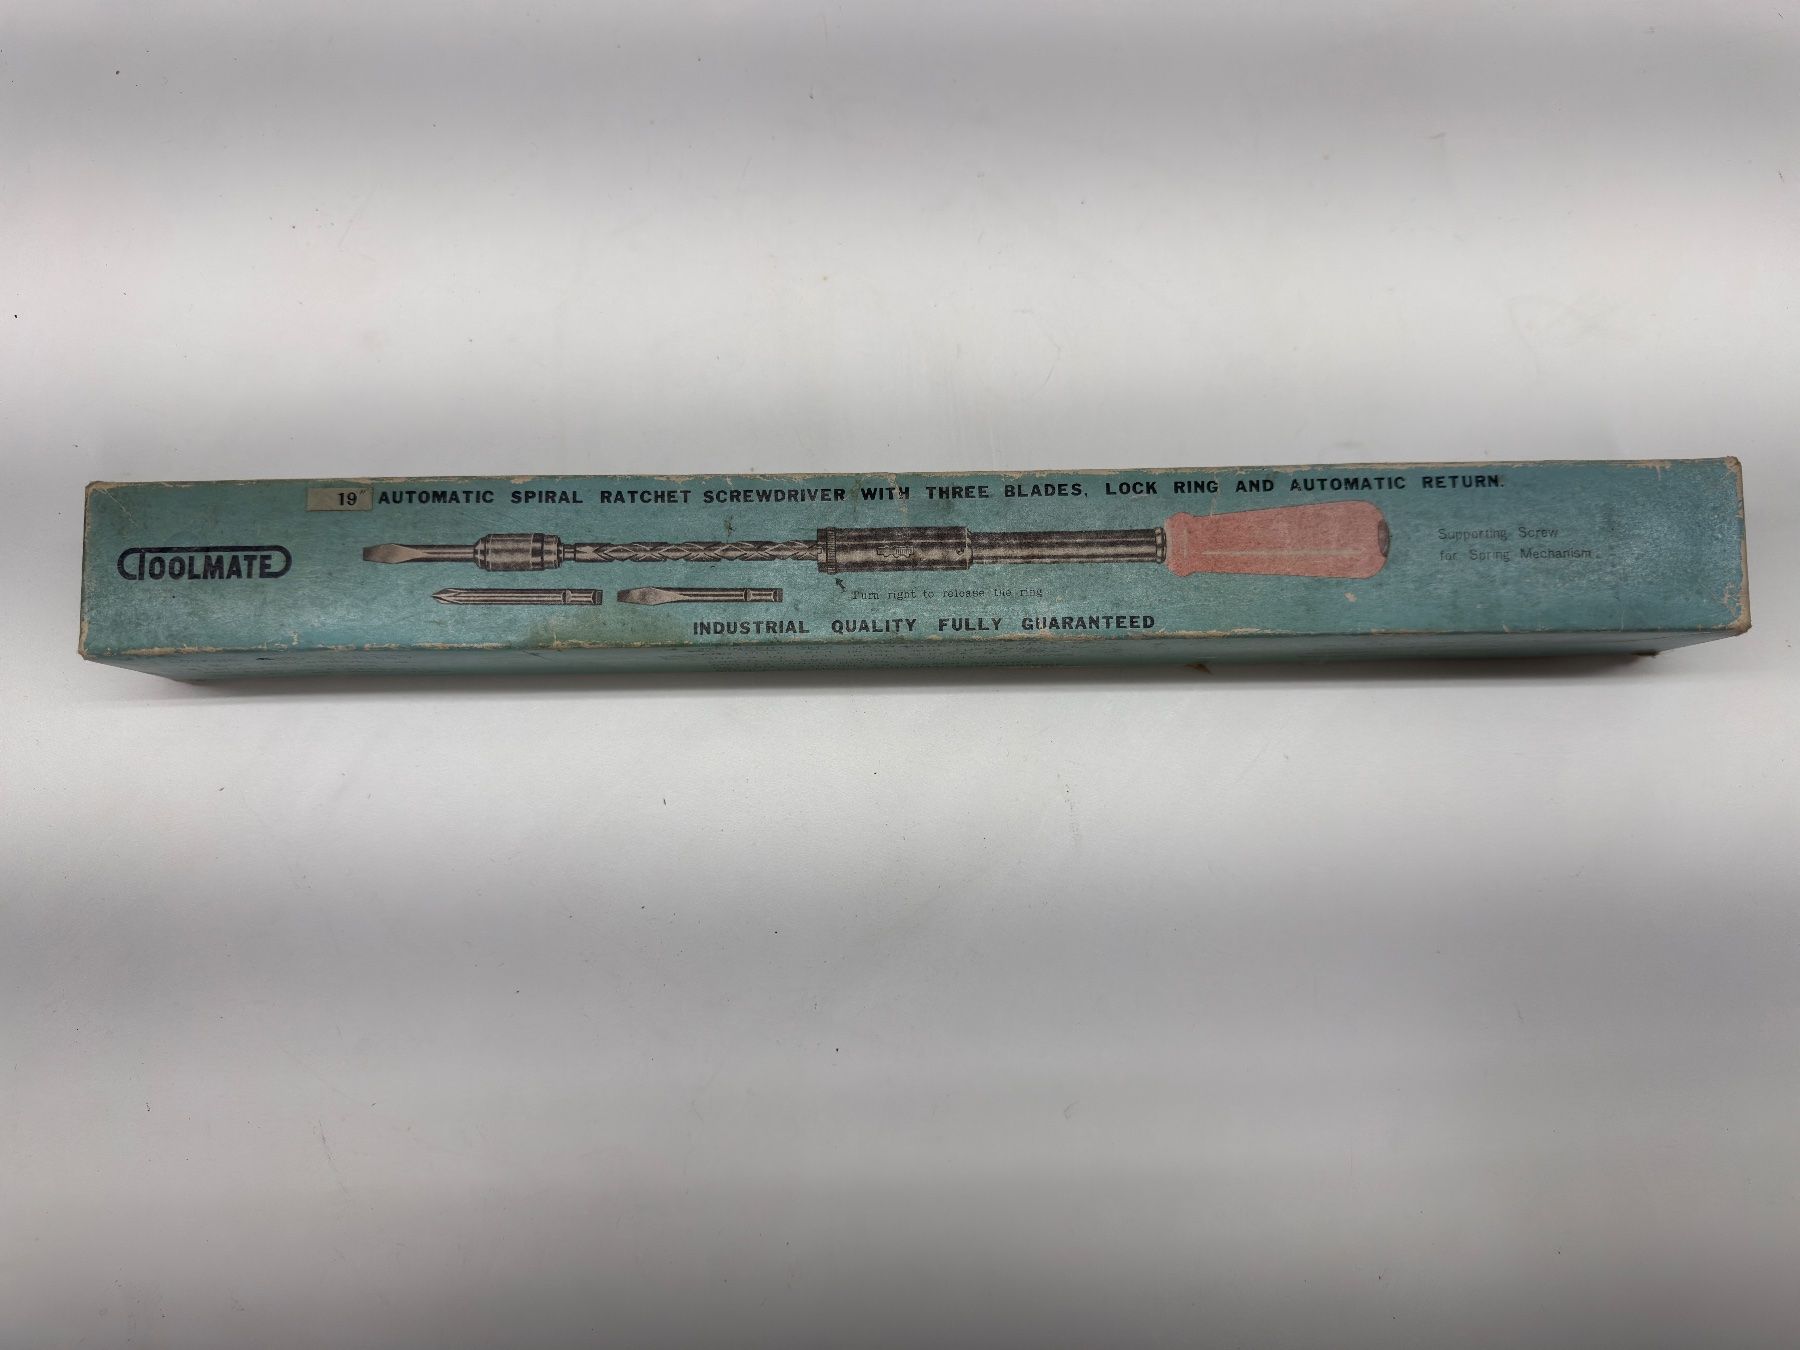 19" AUTOMATIC SPIRAL RATCHET SCREWDRIVER WITH THREE BLADES, LOCK RING AND AUTOMATIC RETURN.
TOOLMATE
Supporting Screw
for Spring Mechanism.
Turn right to release the ring
INDUSTRIAL QUALITY FULLY GUARANTEED